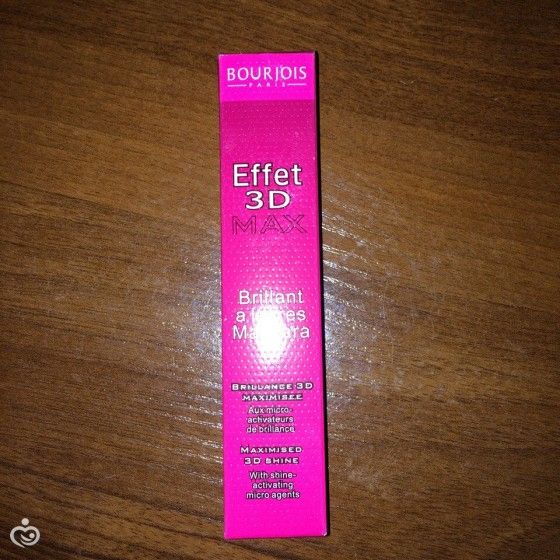 BOURJOIS
PARIS
Effet
3D
MAX
Brillant
a
BRILLANCE 3D
MAXIMISEE
Aux micro-
activateurs
de brillance
MAXIMISED
3D SHINE
With shine-
activating
micro agents